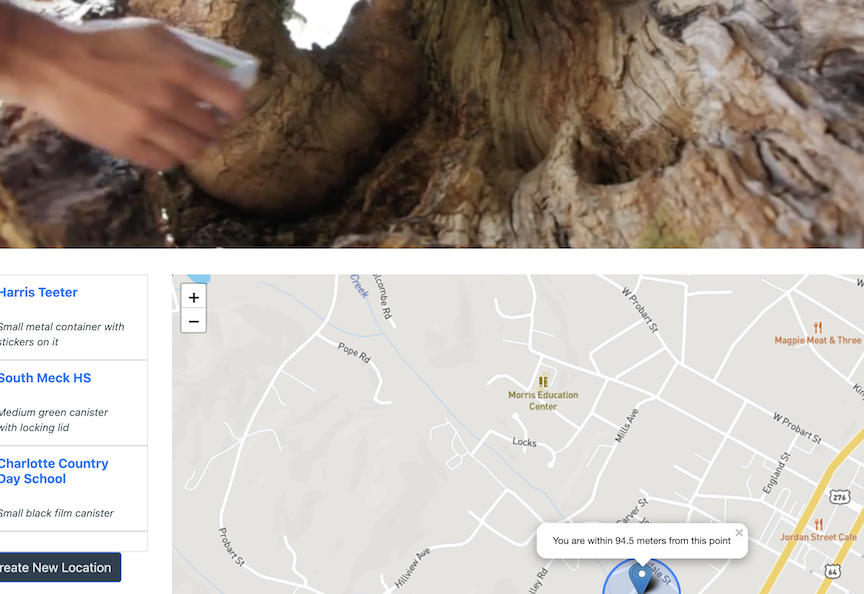 Harris Teeter
Small metal container with
stickers on it
South Meck HS
Medium green canister
with locking lid
Charlotte Country
Day School
Small black film canister
reate New Location
+
−
Creek
olcombe Rd
W Probart St
Magpie Meat & Three
Pope Rd
Morris Education
Center
Mills Ave
W Probart St
Locks
England St
276
Probart St
Carver St
Jordan Street Cafe
You are within 94.5 meters from this point
×
Hillview Ave
dale St
64